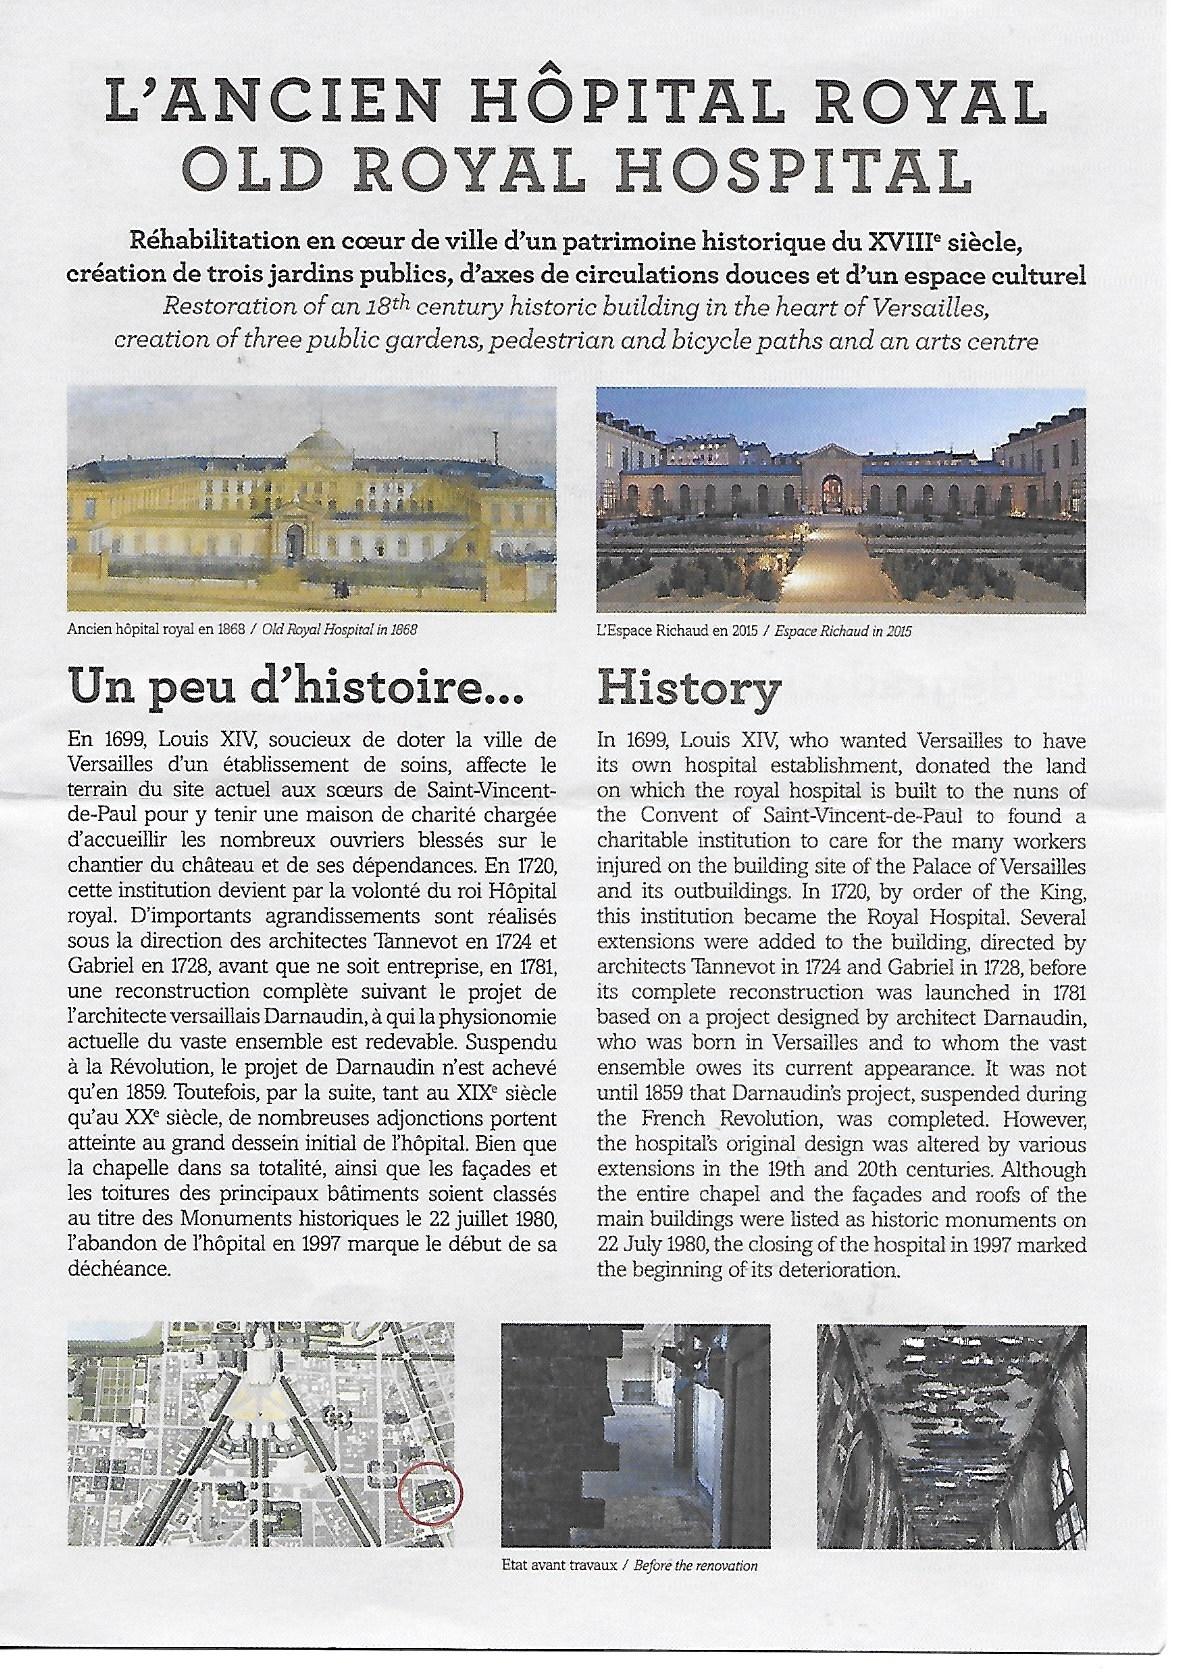 L'ANCIEN HÔPITAL ROYAL
OLD ROYAL HOSPITAL
Réhabilitation en cœur de ville d'un patrimoine historique du XVIIIe siècle,
création de trois jardins publics, d'axes de circulations douces et d'un espace culturel
Restoration of an 18th century historic building in the heart of Versailles,
creation of three public gardens, pedestrian and bicycle paths and an arts centre
Ancien hôpital royal en 1868 / Old Royal Hospital in 1868
L'Espace Richaud en 2015 / Espace Richaud in 2015
Un peu d'histoire...
En 1699, Louis XIV, soucieux de doter la ville de
Versailles d'un établissement de soins, affecte le
terrain du site actuel aux sœurs de Saint-Vincent-
de-Paul pour y tenir une maison de charité chargée
d'accueillir les nombreux ouvriers blessés sur le
chantier du château et de ses dépendances. En 1720,
cette institution devient par la volonté du roi Hôpital
royal. D'importants agrandissements sont réalisés
sous la direction des architectes Tannevot en 1724 et
Gabriel en 1728, avant que ne soit entreprise, en 1781,
une reconstruction complète suivant le projet de
l'architecte versaillais Darnaudin, à qui la physionomie
actuelle du vaste ensemble est redevable. Suspendu
à la Révolution, le projet de Darnaudin n'est achevé
qu'en 1859. Toutefois, par la suite, tant au XIXe siècle
qu'au XXe siècle, de nombreuses adjonctions portent
atteinte au grand dessein initial de l'hôpital. Bien que
la chapelle dans sa totalité, ainsi que les façades et
les toitures des principaux bâtiments soient classés
au titre des Monuments historiques le 22 juillet 1980,
l'abandon de l'hôpital en 1997 marque le début de sa
déchéance.
History
In 1699, Louis XIV, who wanted Versailles to have
its own hospital establishment, donated the land
on which the royal hospital is built to the nuns of
the Convent of Saint-Vincent-de-Paul to found a
charitable institution to care for the many workers
injured on the building site of the Palace of Versailles
and its outbuildings. In 1720, by order of the King,
this institution became the Royal Hospital. Several
extensions were added to the building, directed by
architects Tannevot in 1724 and Gabriel in 1728, before
its complete reconstruction was launched in 1781
based on a project designed by architect Darnaudin,
who was born in Versailles and to whom the vast
ensemble owes its current appearance. It was not
until 1859 that Darnaudin's project, suspended during
the French Revolution, was completed. However,
the hospital's original design was altered by various
extensions in the 19th and 20th centuries. Although
the entire chapel and the façades and roofs of the
main buildings were listed as historic monuments on
22 July 1980, the closing of the hospital in 1997 marked
the beginning of its deterioration.
Etat avant travaux / Before the renovation